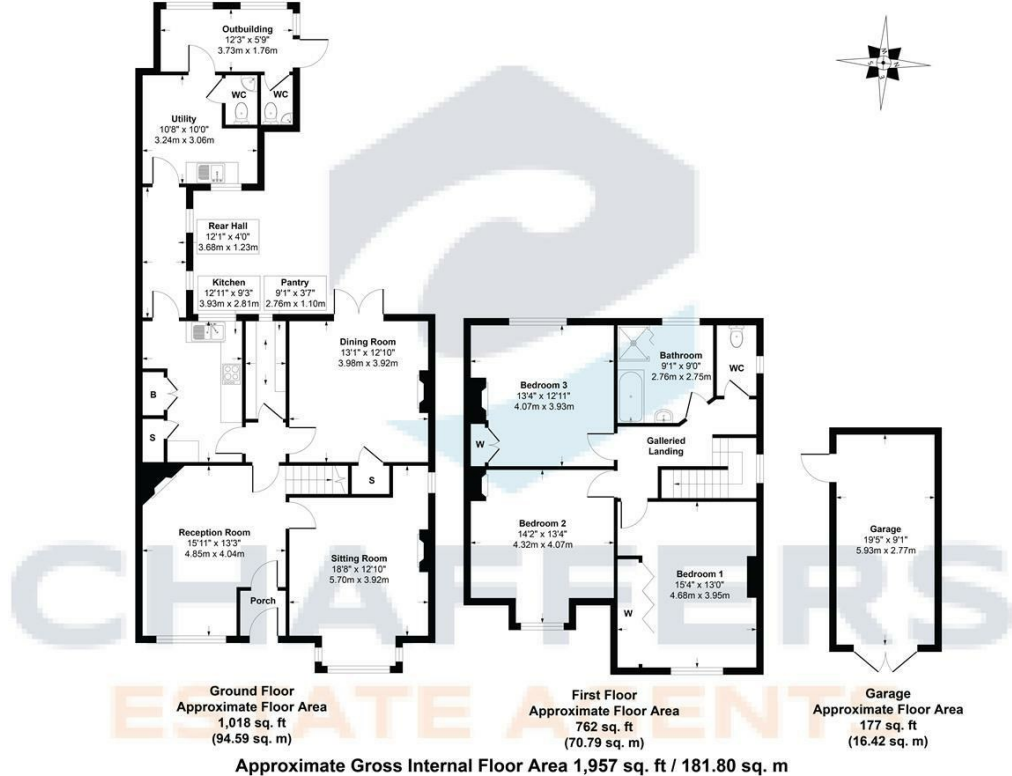 Outbuilding
12'3" x 5'9"
3.73m x 1.76m
WC
WC
Utility
10'8" x 10'0"
3.24m x 3.06m
Rear Hall
12'1" x 4'0"
3.68m x 1.23m
Kitchen
12'11" x 9'3"
3.93m x 2.81m
Pantry
9'1" x 3'7"
2.76m x 1.10m
Dining Room
13'1" x 12'10"
3.98m x 3.92m
B
S
S
Reception Room
15'11" x 13'3"
4.85m x 4.04m
Sitting Room
18'8" x 12'10"
5.70m x 3.92m
Porch
Bedroom 3
13'4" x 12'11"
4.07m x 3.93m
Bathroom
9'1" x 9'0"
2.76m x 2.75m
WC
W
Galleried
Landing
Bedroom 2
14'2" x 13'4"
4.32m x 4.07m
Bedroom 1
15'4" x 13'0"
4.68m x 3.95m
W
Garage
19'5" x 9'1"
5.93m x 2.77m
CHAFFERS
ESTATE AGENTS
Ground Floor
Approximate Floor Area
1,018 sq. ft
(94.59 sq. m)
First Floor
Approximate Floor Area
762 sq. ft
(70.79 sq. m)
Garage
Approximate Floor Area
177 sq. ft
(16.42 sq. m)
Approximate Gross Internal Floor Area 1,957 sq. ft / 181.80 sq. m